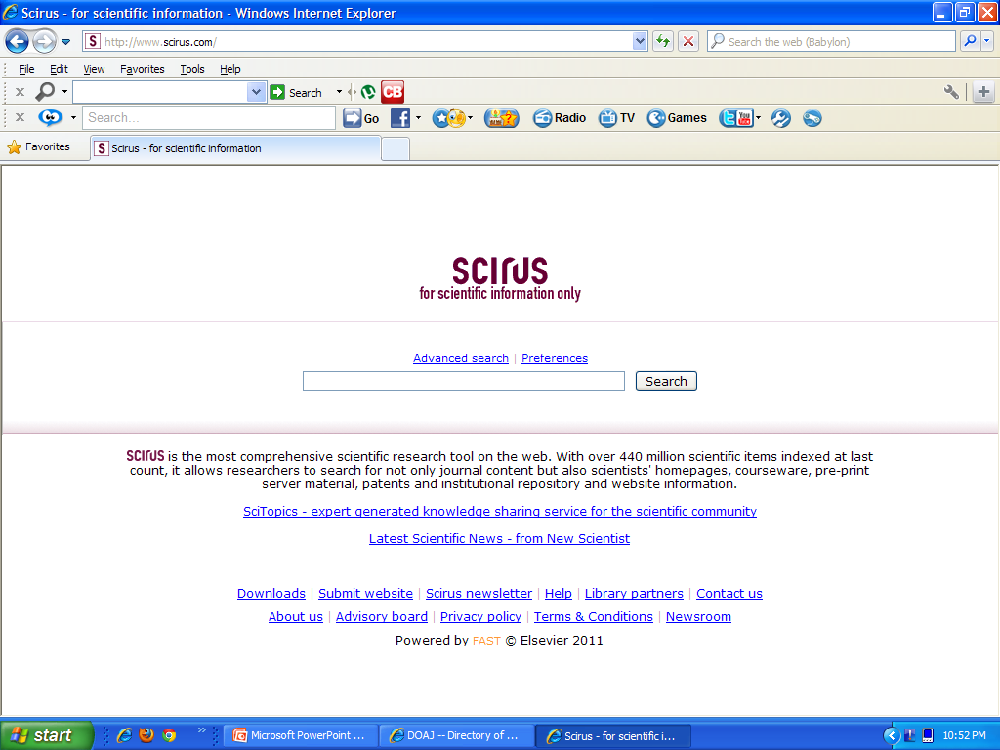 Scirus - for scientific information - Windows Internet Explorer
S http://www.scirus.com/ Search the web (Babylon)
File Edit View Favorites Tools Help
x Search CB
x Search... Go f Radio TV Games t You Tube
Favorites S Scirus - for scientific information
SCIRUS
for scientific information only
Advanced search | Preferences
Search
SCIRUS is the most comprehensive scientific research tool on the web. With over 440 million scientific items indexed at last
count, it allows researchers to search for not only journal content but also scientists' homepages, courseware, pre-print
server material, patents and institutional repository and website information.
SciTopics - expert generated knowledge sharing service for the scientific community
Latest Scientific News - from New Scientist
Downloads | Submit website | Scirus newsletter | Help | Library partners | Contact us
About us | Advisory board | Privacy policy | Terms & Conditions | Newsroom
Powered by FAST © Elsevier 2011
start Microsoft PowerPoint ... DOAJ -- Directory of ... Scirus - for scientific i... 10:52 PM